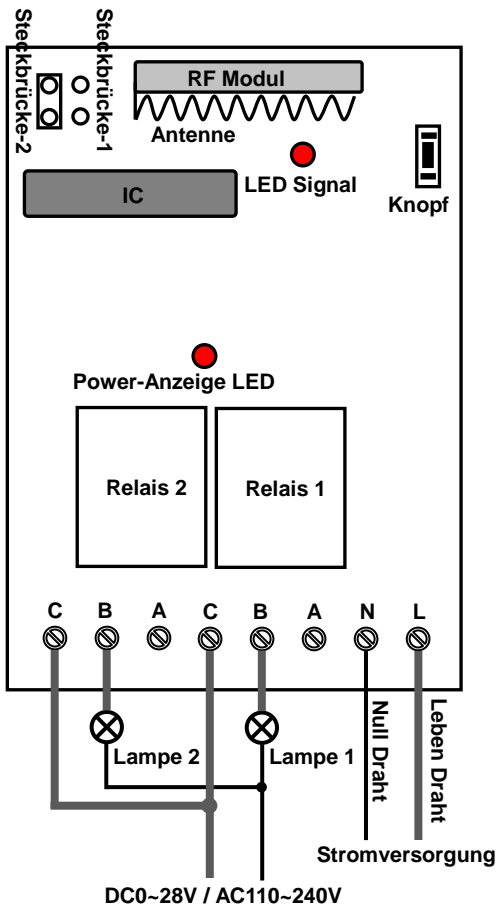 Steckbrücke-2
Steckbrücke-1
RF Modul
Antenne
LED Signal
Knopf
IC
Power-Anzeige LED
Relais 2
Relais 1
C B A C B A N L
Lampe 2
Lampe 1
Null Draht
Leben Draht
Stromversorgung
DC0~28V / AC110~240V